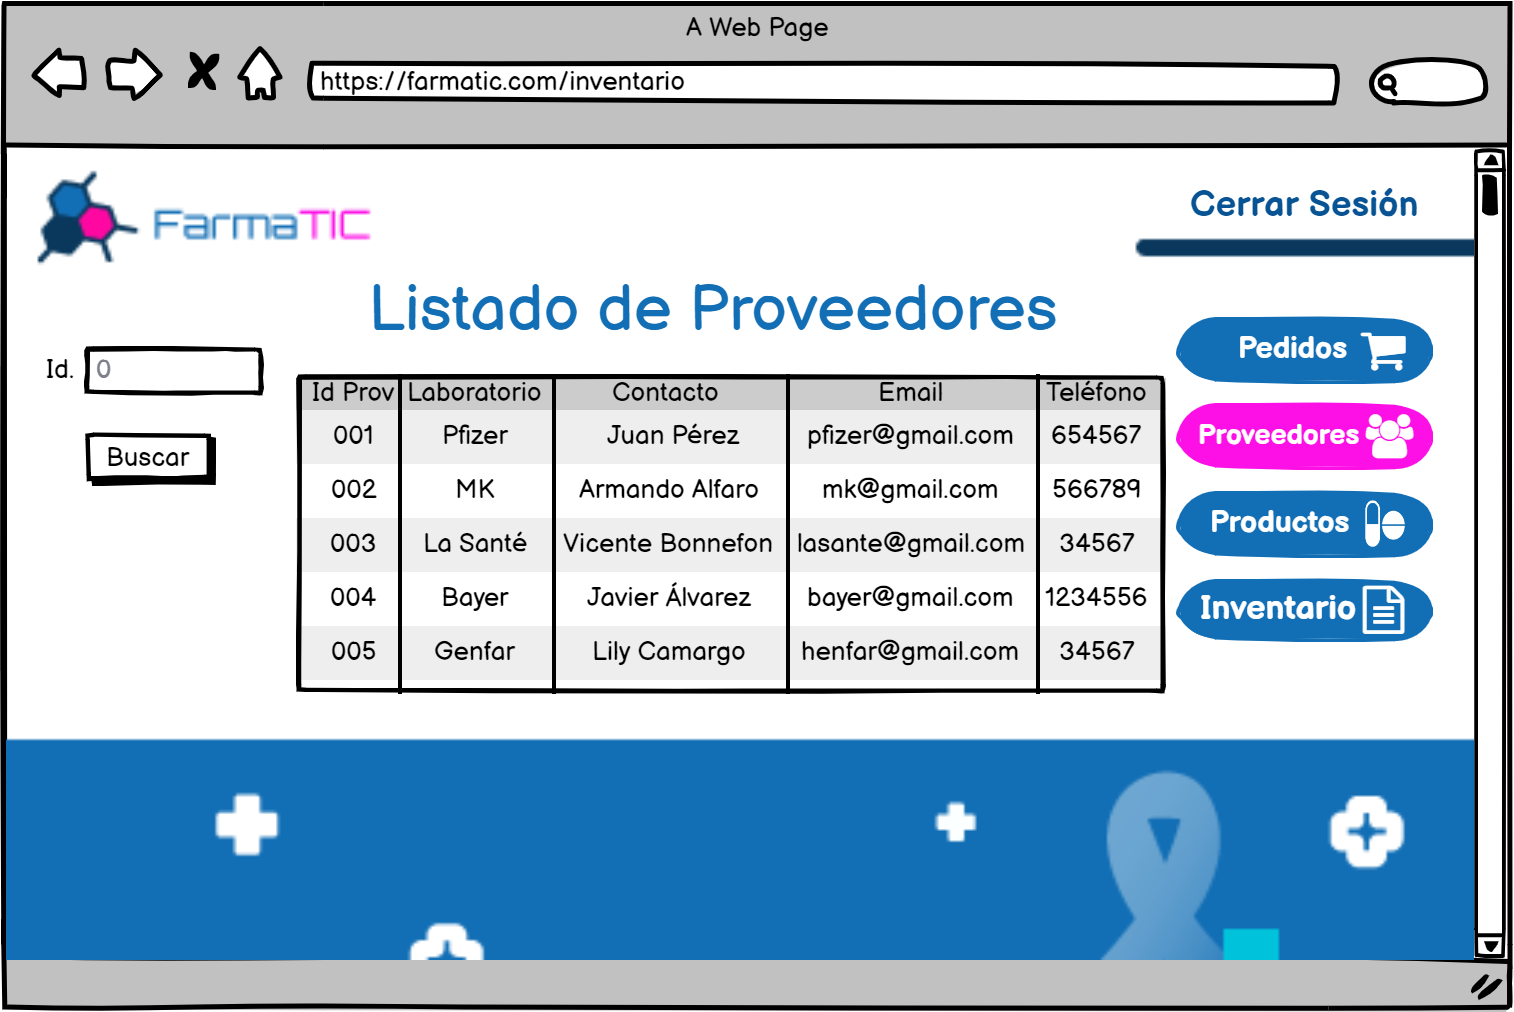 A Web Page
https://farmatic.com/inventario
FarmaTIC
Cerrar Sesión
Listado de Proveedores
Id. 0
Buscar
Id Prov Laboratorio Contacto Email Teléfono
001 Pfizer Juan Pérez pfizer@gmail.com 654567
002 MK Armando Alfaro mk@gmail.com 566789
003 La Santé Vicente Bonnefon lasante@gmail.com 34567
004 Bayer Javier Álvarez bayer@gmail.com 1234556
005 Genfar Lily Camargo henfar@gmail.com 34567
Pedidos
Proveedores
Productos
Inventario